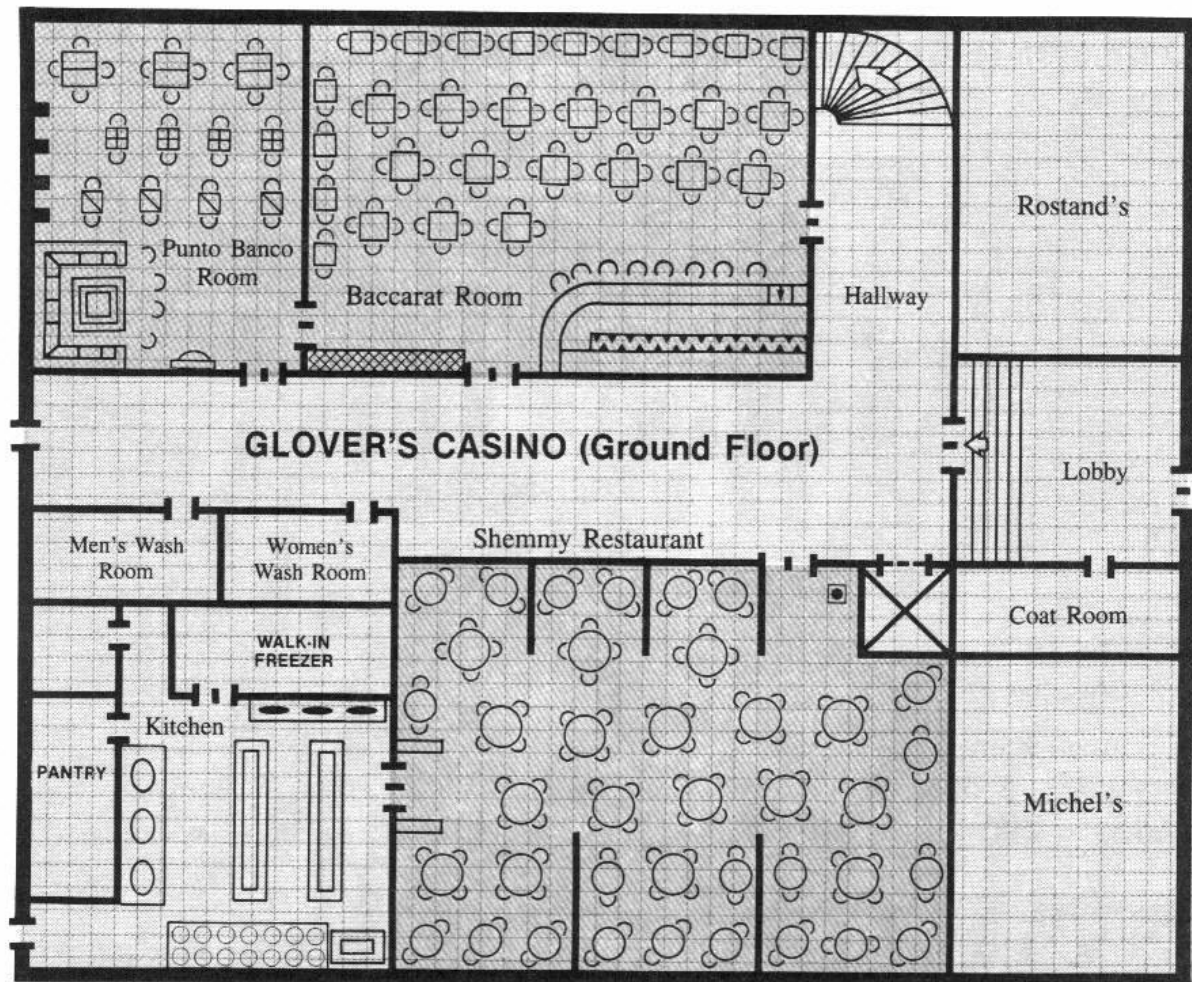 Punto Banco
Room
Baccarat Room
Hallway
Rostand's
GLOVER'S CASINO (Ground Floor)
Lobby
Men's Wash
Room
Women's
Wash Room
Shemmy Restaurant
Coat Room
WALK-IN
FREEZER
Kitchen
PANTRY
Michel's